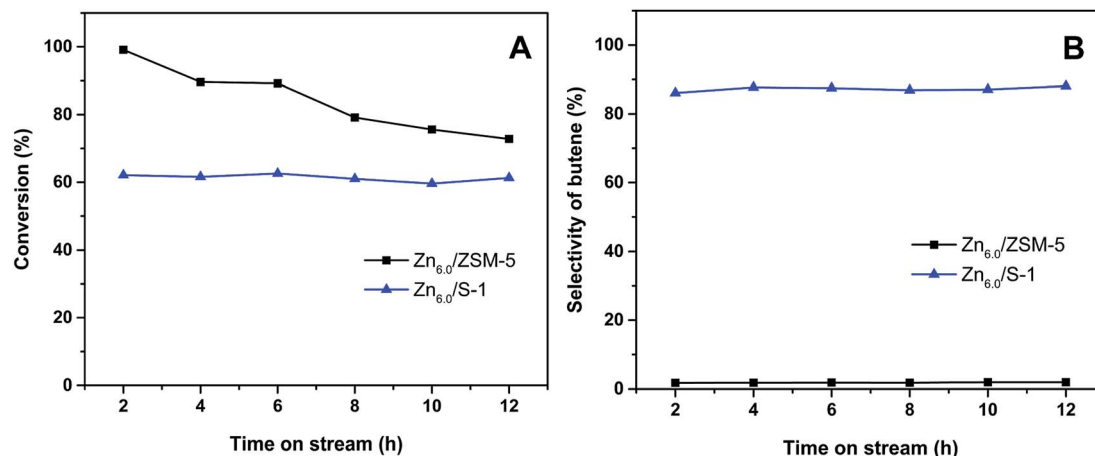 A
Conversion (%)
100
80
60
40
20
0
2 4 6 8 10 12
Time on stream (h)
Zn6.0/ZSM-5
Zn6.0/S-1
B
Selectivity of butene (%)
100
80
60
40
20
0
2 4 6 8 10 12
Time on stream (h)
Zn6.0/ZSM-5
Zn6.0/S-1